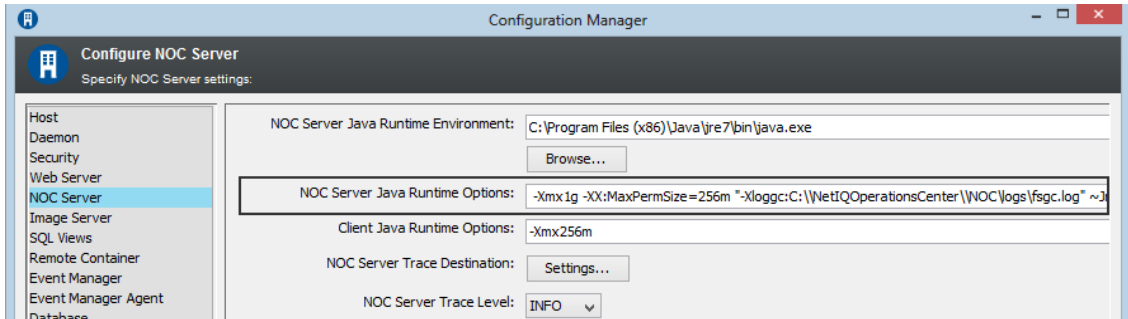 Configuration Manager
Configure NOC Server
Specify NOC Server settings:
Host
Daemon
Security
Web Server
NOC Server
Image Server
SQL Views
Remote Container
Event Manager
Event Manager Agent
Database
NOC Server Java Runtime Environment: C:\Program Files (x86)\Java\jre7\bin\java.exe
Browse...
NOC Server Java Runtime Options: -Xmx1g -XX:MaxPermSize=256m "-Xloggc:C:\\NetIQOperationsCenter\\NOC\logs\fsgc.log"
Client Java Runtime Options: -Xmx256m
NOC Server Trace Destination: Settings...
NOC Server Trace Level: INFO